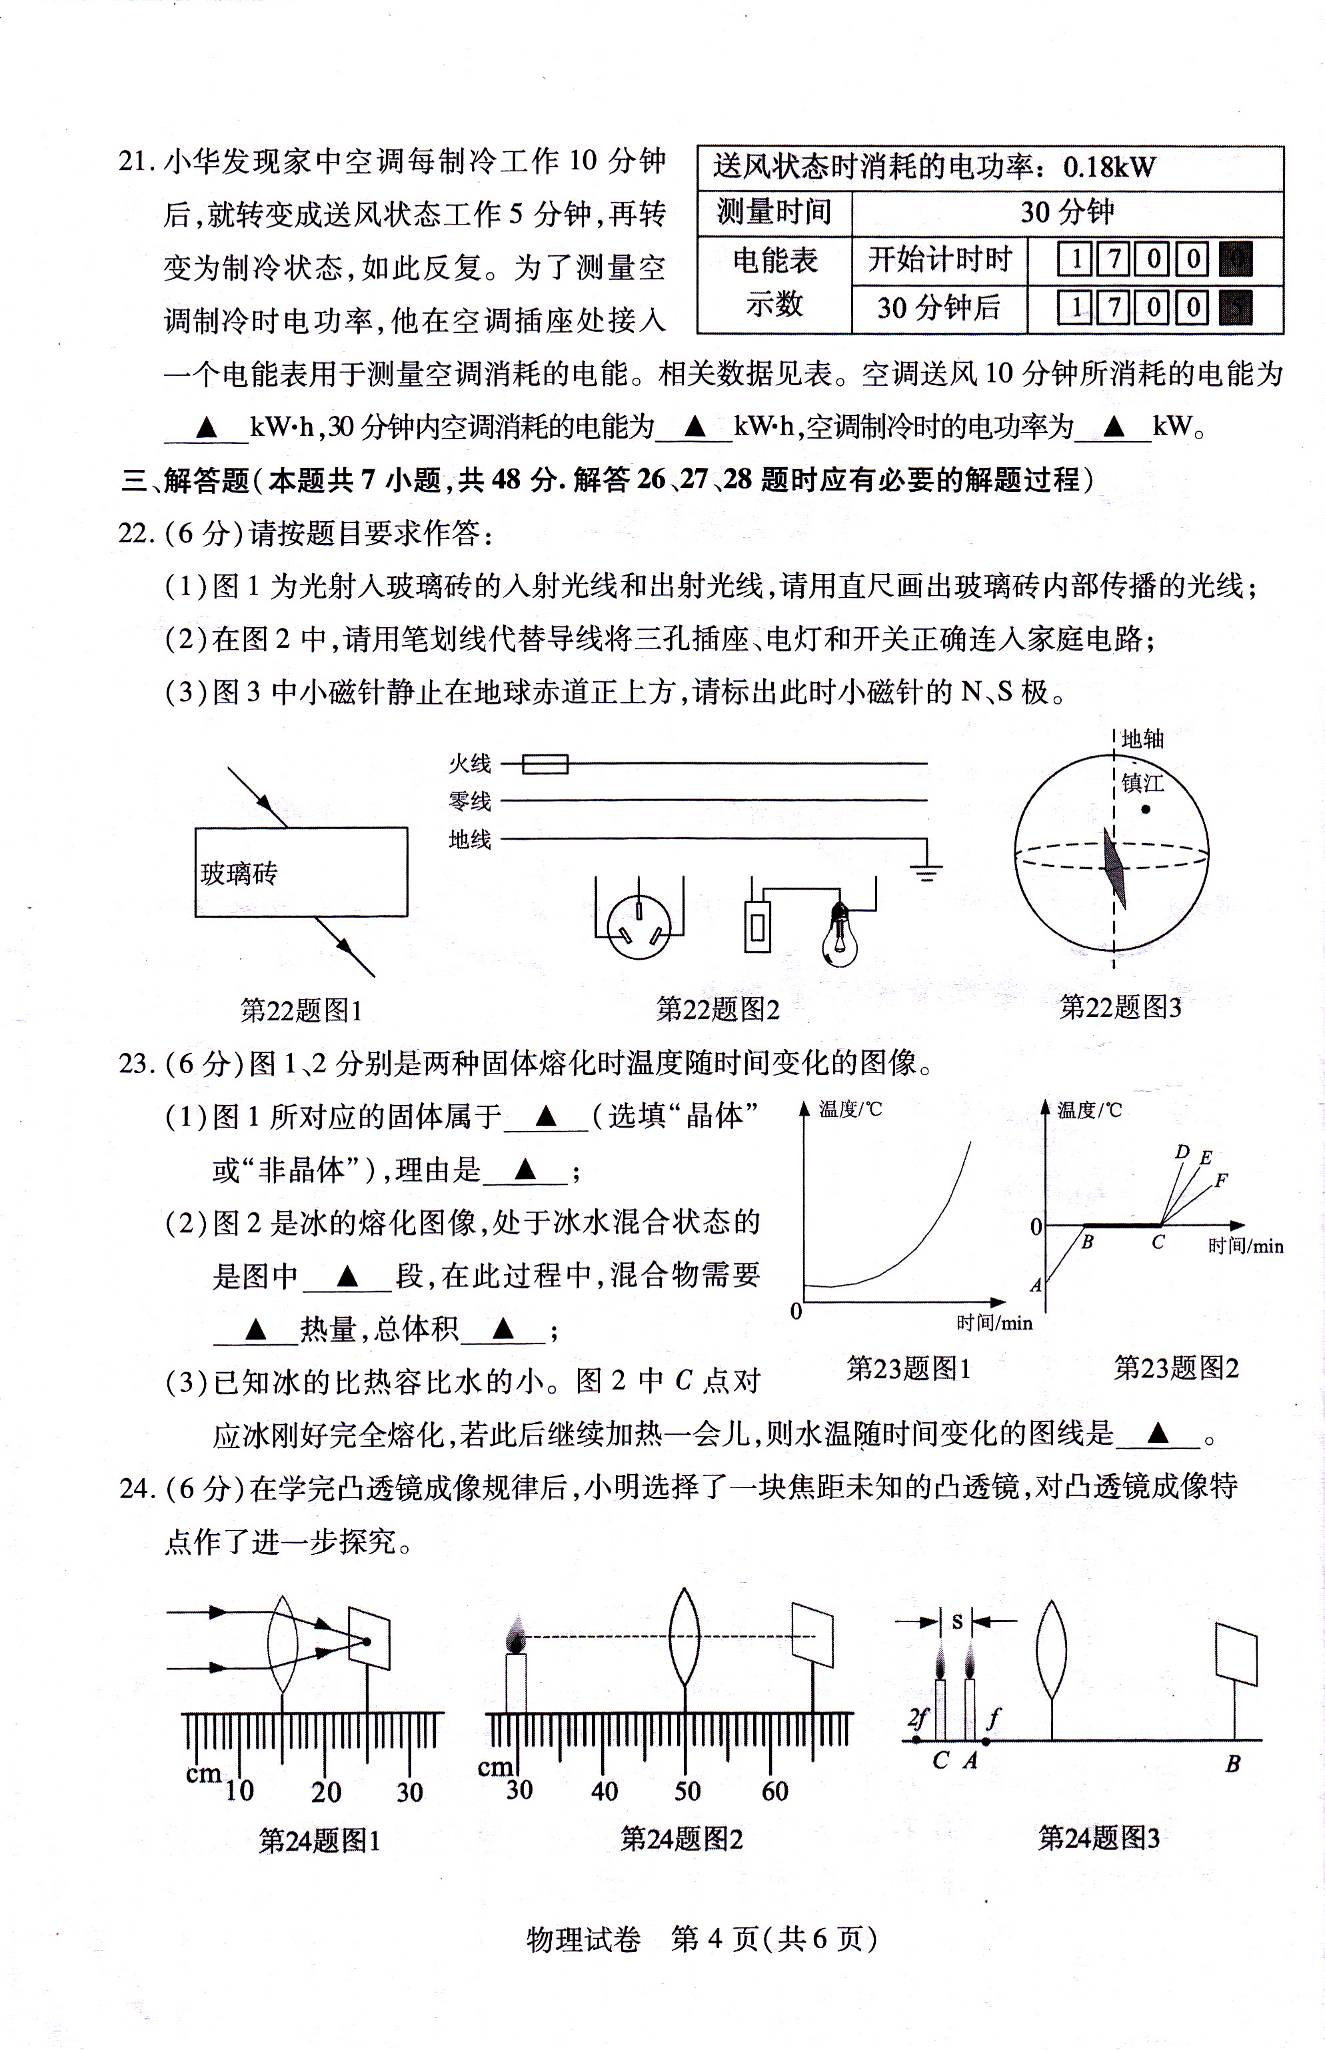 21. 小华发现家中空调每制冷工作 10 分钟
后,就转变成送风状态工作 5 分钟,再转
变为制冷状态,如此反复。为了测量空
调制冷时电功率,他在空调插座处接入
送风状态时消耗的电功率：0.18kW
测量时间 30 分钟
电能表 开始计时时 1 7 0 0
示数 30 分钟后 1 7 0 0
一个电能表用于测量空调消耗的电能。相关数据见表。空调送风 10 分钟所消耗的电能为
▲ kW·h,30 分钟内空调消耗的电能为 ▲ kW·h,空调制冷时的电功率为 ▲ kW。
三、解答题(本题共 7 小题,共 48 分. 解答 26、27、28 题时应有必要的解题过程)
22. (6 分)请按题目要求作答:
(1)图 1 为光射入玻璃砖的入射光线和出射光线,请用直尺画出玻璃砖内部传播的光线;
(2)在图 2 中,请用笔划线代替导线将三孔插座、电灯和开关正确连入家庭电路;
(3)图 3 中小磁针静止在地球赤道正上方,请标出此时小磁针的 N、S 极。
玻璃砖
火线
零线
地线
地轴
镇江
第22题图1 第22题图2 第22题图3
23. (6 分)图 1、2 分别是两种固体熔化时温度随时间变化的图像。
(1)图 1 所对应的固体属于 ▲ (选填“晶体”
或“非晶体”),理由是 ▲ ;
(2)图 2 是冰的熔化图像,处于冰水混合状态的
是图中 ▲ 段,在此过程中,混合物需要
▲ 热量,总体积 ▲ ;
(3)已知冰的比热容比水的小。图 2 中 C 点对
温度/℃
0
时间/min
第23题图1
温度/℃
D E
F
0
B C
时间/min
A
第23题图2
应冰刚好完全熔化,若此后继续加热一会儿,则水温随时间变化的图线是 ▲ 。
24. (6 分)在学完凸透镜成像规律后,小明选择了一块焦距未知的凸透镜,对凸透镜成像特
点作了进一步探究。
cm 10 20 30
cm 30 40 50 60
s
2f f
C A B
第24题图1 第24题图2 第24题图3
物理试卷 第 4 页(共 6 页)